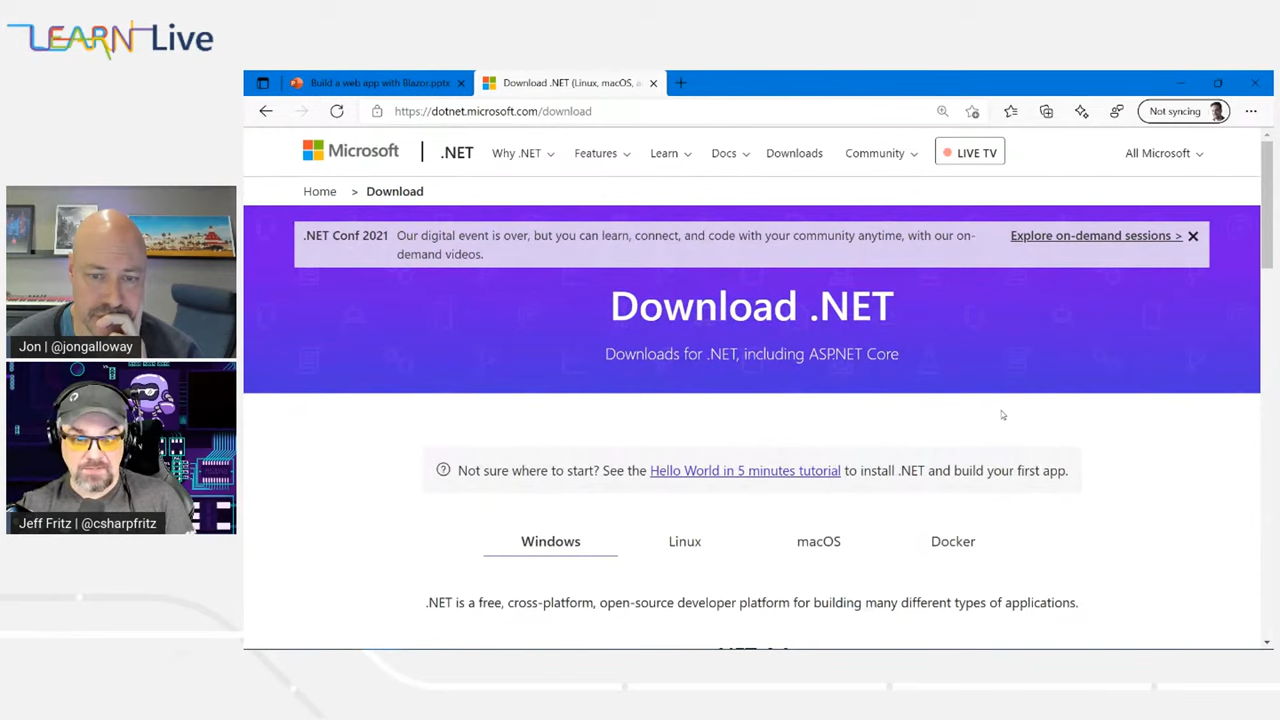 LEARN Live
Build a web app with Blazor.pptx
Download .NET (Linux, macOS, a
https://dotnet.microsoft.com/download
Not syncing
Microsoft
.NET
Why .NET
Features
Learn
Docs
Downloads
Community
LIVE TV
All Microsoft
Home > Download
.NET Conf 2021
Our digital event is over, but you can learn, connect, and code with your community anytime, with our on-
demand videos.
Explore on-demand sessions >
Download .NET
Downloads for .NET, including ASP.NET Core
Not sure where to start? See the Hello World in 5 minutes tutorial to install .NET and build your first app.
Windows
Linux
macOS
Docker
.NET is a free, cross-platform, open-source developer platform for building many different types of applications.
Jon | @jongalloway
Jeff Fritz | @csharpfritz